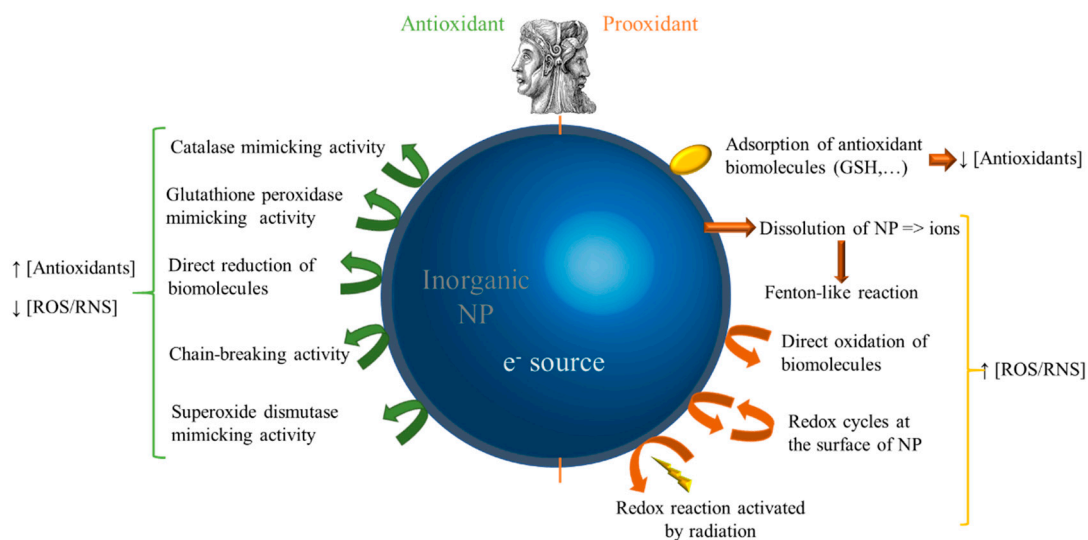 Antioxidant
Prooxidant
Catalase mimicking activity
Glutathione peroxidase
mimicking activity
Direct reduction of
biomolecules
Chain-breaking activity
Superoxide dismutase
mimicking activity
↑ [Antioxidants]
↓ [ROS/RNS]
Inorganic
NP
e⁻ source
Adsorption of antioxidant
biomolecules (GSH,…)
↓ [Antioxidants]
Dissolution of NP => ions
Fenton-like reaction
Direct oxidation of
biomolecules
Redox cycles at
the surface of NP
Redox reaction activated
by radiation
↑ [ROS/RNS]